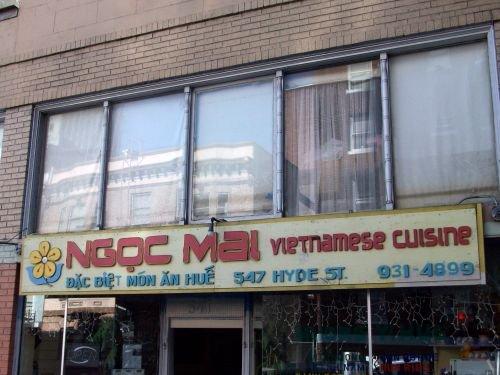 NGỌC MAI VIETNAMESE CUISINE
ĐẶC BIỆT MÓN ĂN HUẾ 547 HYDE ST. 931-4899